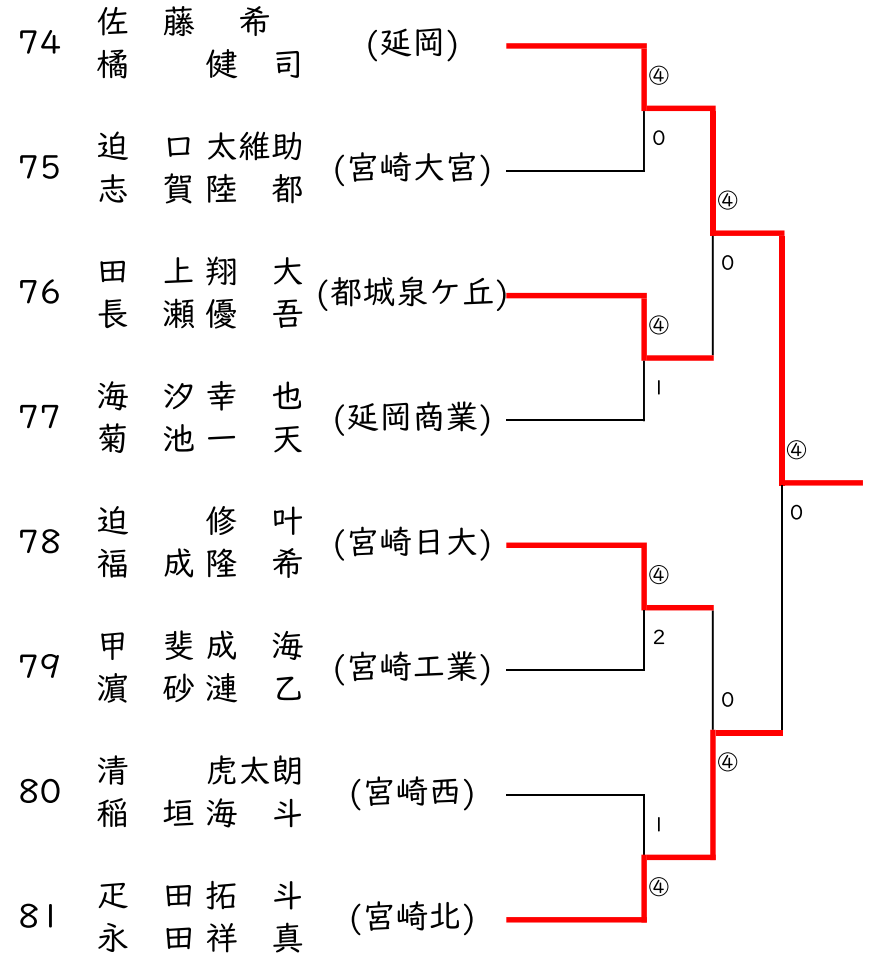 74 佐藤 希 (延岡)
橘 健司
④
0
75 迫口 太維助 (宮崎大宮)
志賀 陸都
④
0
76 田上 翔大 (都城泉ケ丘)
長瀬 優吾
④
1
77 海汐 幸也 (延岡商業)
菊池 一天
④
0
78 迫 修叶 (宮崎日大)
福成 隆希
④
2
79 甲斐 成海 (宮崎工業)
濵砂 漣乙
0
④
80 清 虎太朗 (宮崎西)
稲垣 海斗
1
④
81 疋田 拓斗 (宮崎北)
永田 祥真